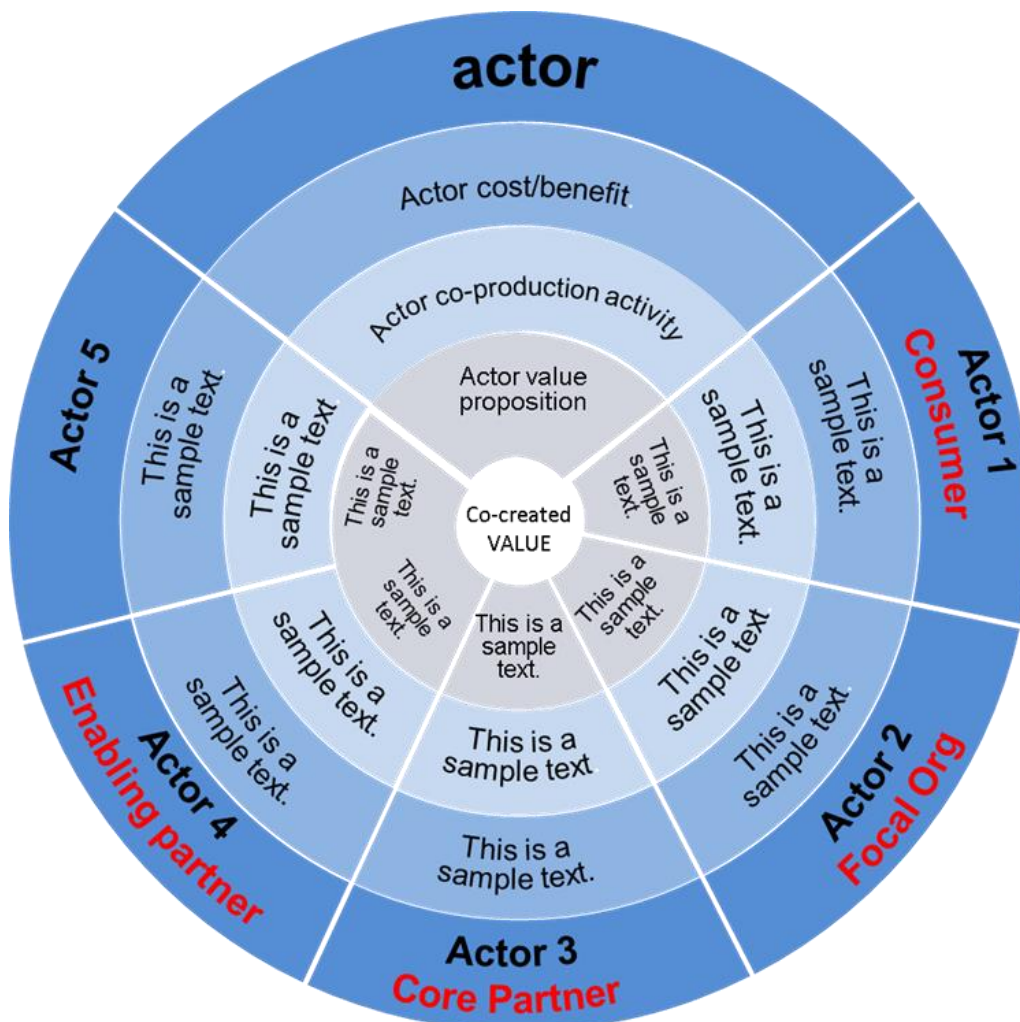 actor
Actor cost/benefit.
Actor co-production activity
Actor value
proposition
Co-created
VALUE
Actor 1
Consumer
This is a
sample text.
This is a
sample text.
This is a
sample
text.
Actor 2
Focal Org
This is a
sample text.
This is a
sample text.
This is a
sample
text.
Actor 3
Core Partner
This is a
sample text.
This is a
sample text.
This is a
sample
text.
Actor 4
Enabling partner
This is a
sample text.
This is a
sample text.
This is a
sample
text.
Actor 5
This is a
sample text.
This is a
sample text.
This is a
sample
text.